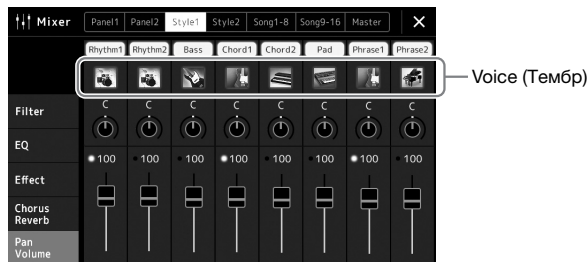 Mixer Panel1 Panel2 Style1 Style2 Song1-8 Song9-16 Master
Rhythm1 Rhythm2 Bass Chord1 Chord2 Pad Phrase1 Phrase2
Voice (Тембр)
Filter C C C C C C C C
EQ
100 100 100 100 100 100 100 100
Effect
Chorus
Reverb
Pan
Volume